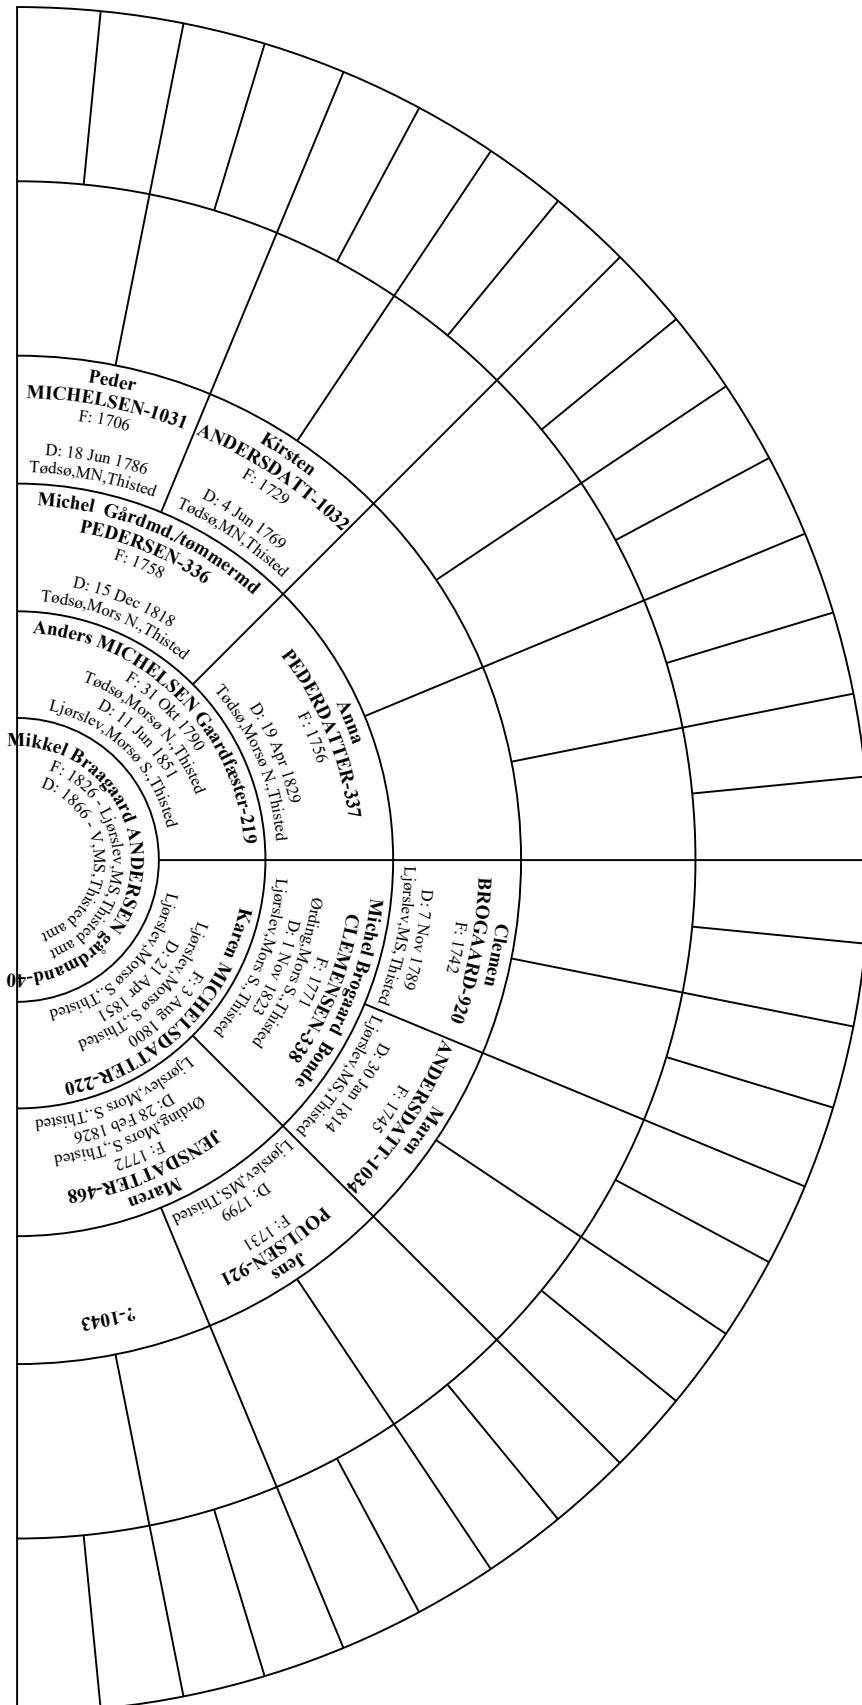 Peder
MICHELSEN-1031
F: 1706
D: 18 Jun 1786
Tødsø,MN,Thisted
Kirsten
ANDERSDATT-1032
F: 1729
D: 4 Jun 1769
Tødsø,MN,Thisted
Michel Gårdmd./tømmermd
PEDERSEN-336
F: 1758
D: 15 Dec 1818
Tødsø,Mors N.,Thisted
Anna
PEDERDATTER-337
F: 1756
D: 19 Apr 1829
Tødsø,Morsø N.,Thisted
Anders MICHELSEN Gaardfæster-219
F: 31 Okt 1790
Tødsø,Morsø N.,Thisted
D: 11 Jun 1851
Ljørslev,Morsø S.,Thisted
Mikkel Braagaard ANDERSEN gårdmand-40
F: 1826 - Ljørslev,MS,Thisted amt
D: 1866 - V,MS,Thisted amt
Karen MICHELSDATTER-220
F: 3 Aug 1800
Ljørslev,Morsø S.,Thisted
D: 21 Apr 1851
Ljørslev,Morsø S.,Thisted
Michel Brogaard Bonde
CLEMENSEN-338
F: 1771
Ørding,Mors S.,Thisted
D: 1 Nov 1823
Ljørslev,Mors S.,Thisted
Clemen
BROGAARD-920
F: 1742
D: 7 Nov 1789
Ljørslev,MS,Thisted
Maren
ANDERSDATT-1034
F: 1745
D: 30 Jan 1814
Ljørslev,MS,Thisted
Maren
JENSDATTER-468
F: 1772
Ørding,Mors S.,Thisted
D: 28 Feb 1826
Ljørslev,Mors S.,Thisted
Jens
POULSEN-921
F: 1731
D: 1799
Ljørslev,MS,Thisted
?-1043